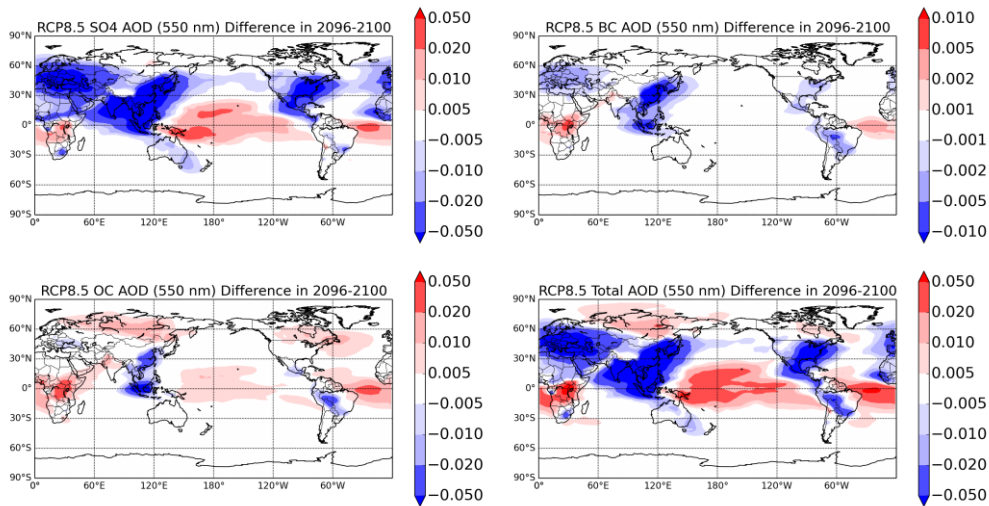 RCP8.5 SO4 AOD (550 nm) Difference in 2096-2100
90°N
60°N
30°N
0°
30°S
60°S
90°S
0°
60°E
120°E
180°
120°W
60°W
0.050
0.020
0.010
0.005
−0.005
−0.010
−0.020
−0.050
RCP8.5 BC AOD (550 nm) Difference in 2096-2100
90°N
60°N
30°N
0°
30°S
60°S
90°S
0°
60°E
120°E
180°
120°W
60°W
0.010
0.005
0.002
0.001
−0.001
−0.002
−0.005
−0.010
RCP8.5 OC AOD (550 nm) Difference in 2096-2100
90°N
60°N
30°N
0°
30°S
60°S
90°S
0°
60°E
120°E
180°
120°W
60°W
0.050
0.020
0.010
0.005
−0.005
−0.010
−0.020
−0.050
RCP8.5 Total AOD (550 nm) Difference in 2096-2100
90°N
60°N
30°N
0°
30°S
60°S
90°S
0°
60°E
120°E
180°
120°W
60°W
0.050
0.020
0.010
0.005
−0.005
−0.010
−0.020
−0.050